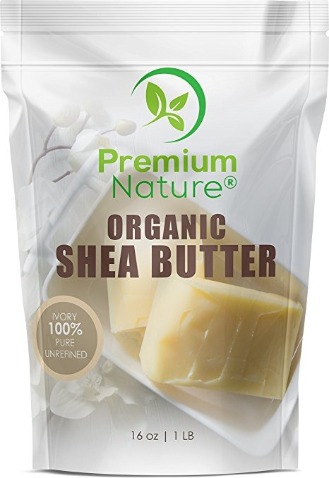 Premium
Nature®
ORGANIC
SHEA BUTTER
IVORY
100%
PURE
UNREFINED
16 oz | 1 LB